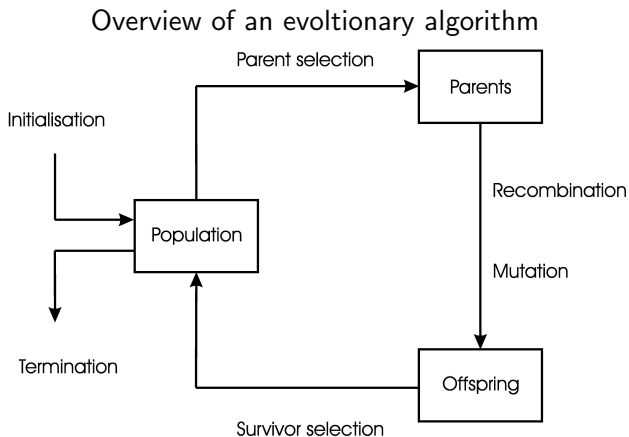 Overview of an evoltionary algorithm
Parent selection
Parents
Initialisation
Recombination
Population
Mutation
Termination
Offspring
Survivor selection